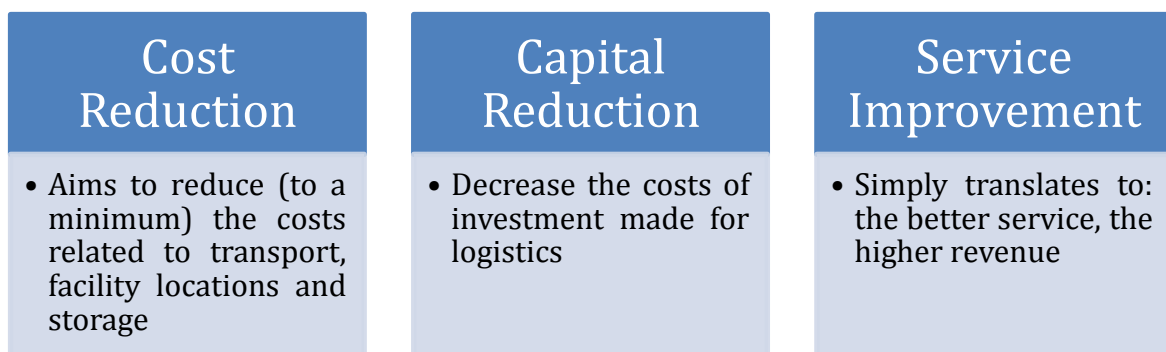 Cost
Reduction
• Aims to reduce (to a
minimum) the costs
related to transport,
facility locations and
storage
Capital
Reduction
• Decrease the costs of
investment made for
logistics
Service
Improvement
• Simply translates to:
the better service, the
higher revenue